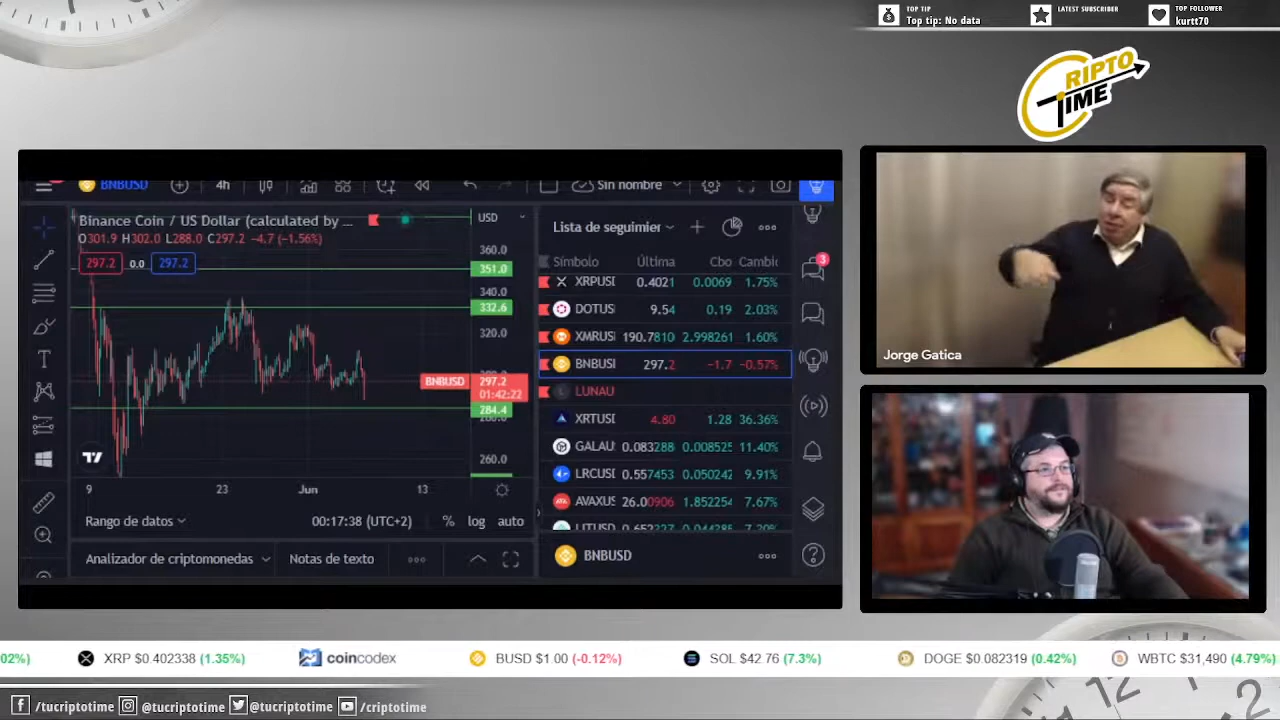 TOP TIP
Top tip: No data
LATEST SUBSCRIBER
TOP FOLLOWER
kurtt70
CRIPTO
TIME
BNBUSD
4h
Sin nombre
Binance Coin / US Dollar (calculated by ...
O301.9 H302.0 L288.0 C297.2 −4.7 (−1.56%)
297.2 0.0 297.2
USD
360.0
351.0
340.0
332.6
320.0
BNBUSD 297.2
01:42:22
284.4
260.0
9 23 Jun 13
Rango de datos
00:17:38 (UTC+2)
% log auto
Analizador de criptomonedas
Notas de texto
Lista de seguimier
Símbolo Última Cbo Cambi
XRPUSI 0.4021 0.0069 1.75%
DOTUS 9.54 0.19 2.03%
XMRUSI 190.7810 2.998261 1.60%
BNBUSI 297.2 −1.7 −0.57%
LUNAU
XRTUSI 4.80 1.28 36.36%
GALAU 0.083288 0.008525 11.40%
LRCUSI 0.557453 0.050242 9.91%
AVAXUS 26.00906 1.852254 7.67%
BNBUSD
3
Jorge Gatica
02%)
XRP $0.402338 (1.35%)
coincodex
BUSD $1.00 (-0.12%)
SOL $42.76 (7.3%)
DOGE $0.082319 (0.42%)
WBTC $31,490 (4.79%)
/tucriptotime
@tucriptotime
@tucriptotime
/criptotime
12
1
2